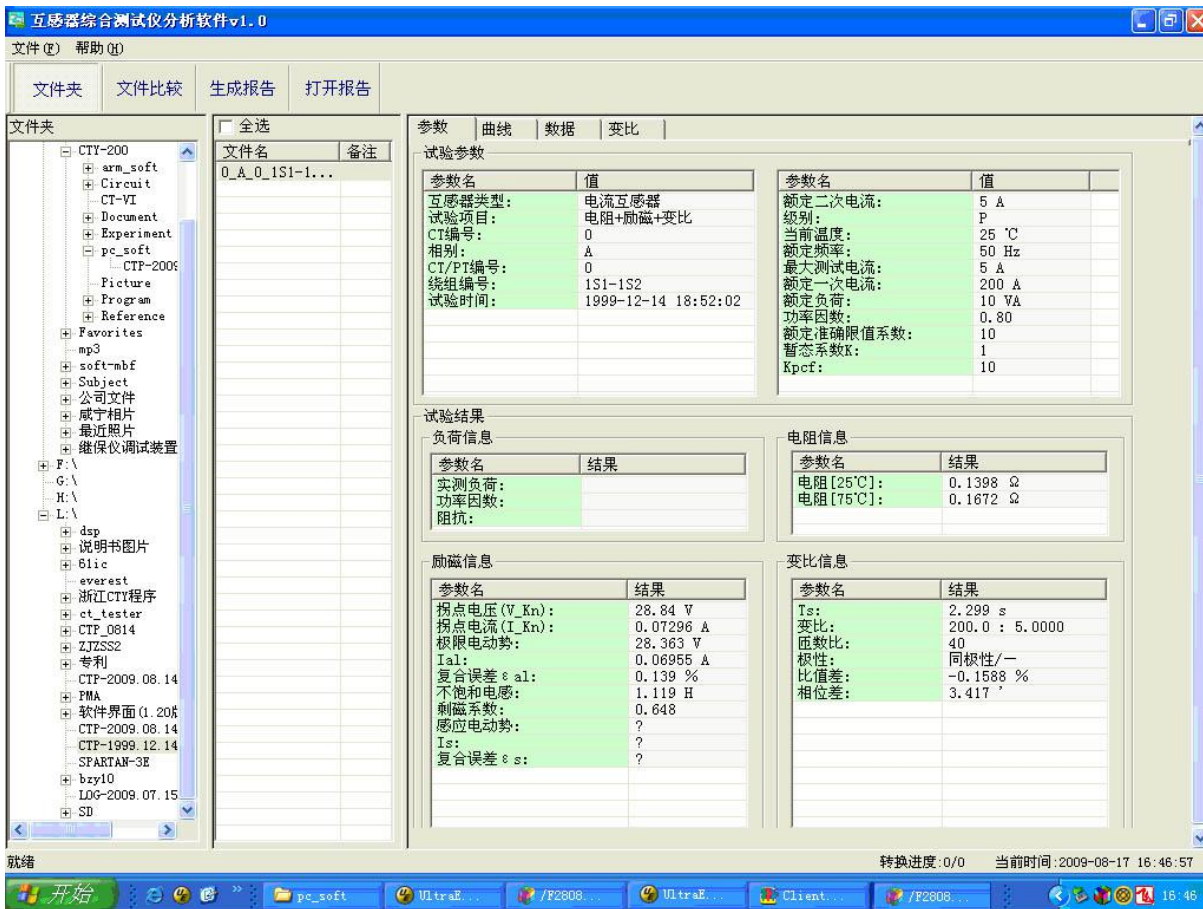 互感器综合测试仪分析软件v1.0
文件(F) 帮助(H)
文件夹 文件比较 生成报告 打开报告
文件夹
CTY-200
arm_soft
Circuit
CT-VI
Document
Experiment
pc_soft
CTP-2009
Picture
Program
Reference
Favorites
mp3
soft-mbf
Subject
公司文件
咸宁相片
最近照片
继保仪调试装置
F:\
G:\
H:\
L:\
dsp
说明书图片
61ic
everest
浙江CTY程序
ct_tester
CTP_0814
ZJZSS2
专利
CTP-2009.08.14
PMA
软件界面(1.20版
CTP-2009.08.14
CTP-1999.12.14
SPARTAN-3E
bzy10
LOG-2009.07.15
SD
全选
文件名 备注
0_A_0_1S1-1...
参数 曲线 数据 变比
试验参数
参数名 值
互感器类型: 电流互感器
试验项目: 电阻+励磁+变比
CT编号: 0
相别: A
CT/PT编号: 0
绕组编号: 1S1-1S2
试验时间: 1999-12-14 18:52:02
参数名 值
额定二次电流: 5 A
级别: P
当前温度: 25 ℃
额定频率: 50 Hz
最大测试电流: 5 A
额定一次电流: 200 A
额定负荷: 10 VA
功率因数: 0.80
额定准确限值系数: 10
暂态系数K: 1
Kpcf: 10
试验结果
负荷信息
参数名 结果
实测负荷:
功率因数:
阻抗:
电阻信息
参数名 结果
电阻[25℃]: 0.1398 Ω
电阻[75℃]: 0.1672 Ω
励磁信息
参数名 结果
拐点电压(V_Kn): 28.84 V
拐点电流(I_Kn): 0.07296 A
极限电动势: 28.363 V
Ial: 0.06955 A
复合误差εal: 0.139 %
不饱和电感: 1.119 H
剩磁系数: 0.648
感应电动势: ?
Is: ?
复合误差εs: ?
变比信息
参数名 结果
Ts: 2.299 s
变比: 200.0 : 5.0000
匝数比: 40
极性: 同极性/—
比值差: -0.1588 %
相位差: 3.417 '
就绪 转换进度:0/0 当前时间:2009-08-17 16:46:57
开始 pc_soft UltraE... /F2808... UltraE... Client... /F2808... 16:46